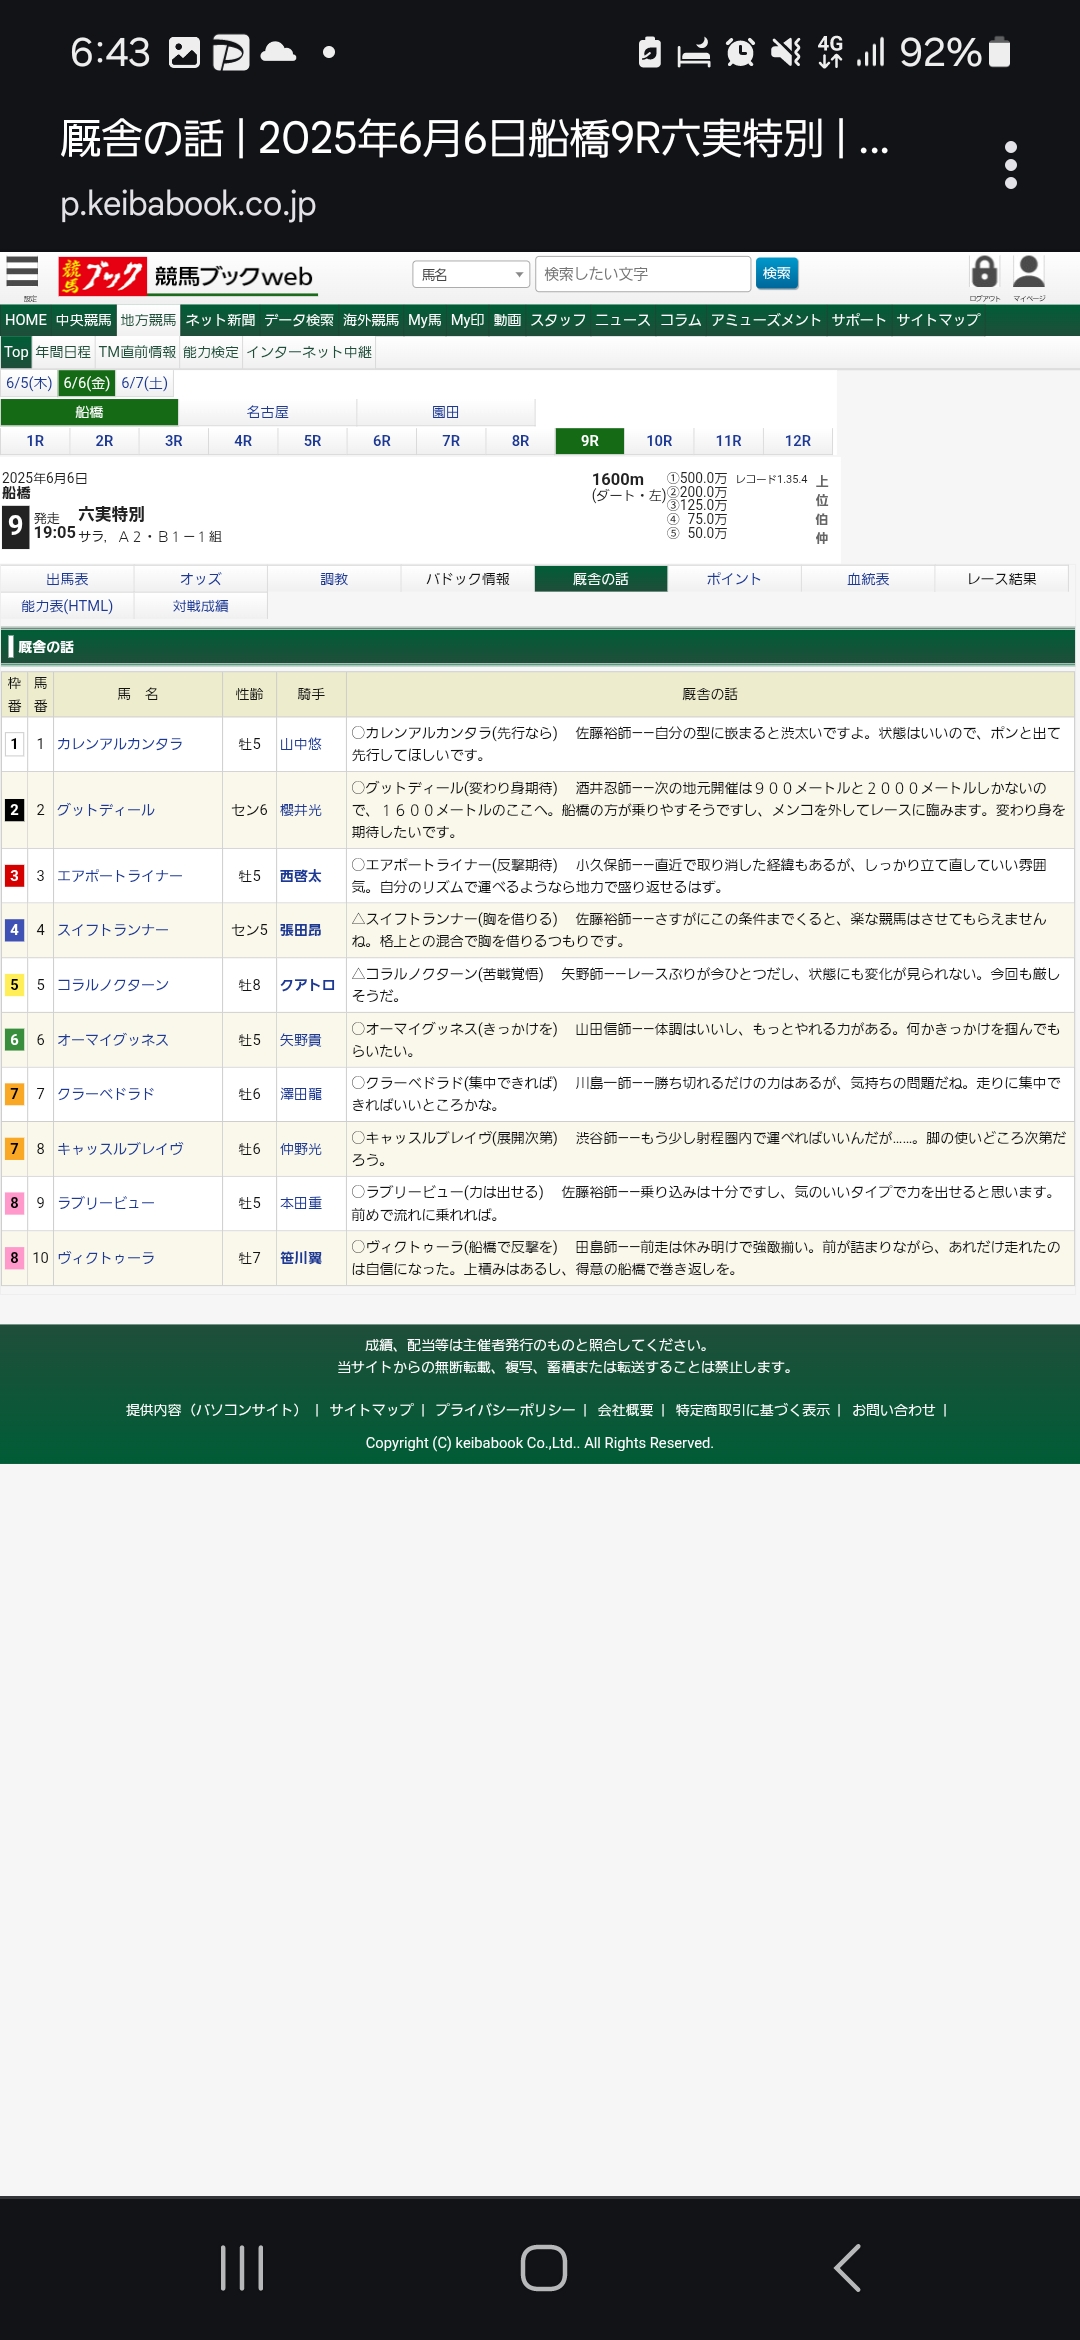 6:43 4G 92%
厩舎の話 | 2025年6月6日船橋9R六実特別 | ...
p.keibabook.co.jp
設定 競馬ブック 競馬ブックweb 馬名 検索したい文字 検索 ログアウト マイページ
HOME 中央競馬 地方競馬 ネット新聞 データ検索 海外競馬 My馬 My印 動画 スタッフ ニュース コラム アミューズメント サポート サイトマップ
Top 年間日程 TM直前情報 能力検定 インターネット中継
6/5(木) 6/6(金) 6/7(土)
船橋 名古屋 園田
1R 2R 3R 4R 5R 6R 7R 8R 9R 10R 11R 12R
2025年6月6日
船橋
9 発走 19:05 六実特別
サラ, A2・B1－1組
1600m
(ダート・左)
①500.0万
②200.0万
③125.0万
④ 75.0万
⑤ 50.0万
レコード1.35.4
上
位
伯
仲
出馬表 オッズ 調教 パドック情報 厩舎の話 ポイント 血統表 レース結果
能力表(HTML) 対戦成績
厩舎の話
枠番 馬番 馬 名 性齢 騎手 厩舎の話
1 1 カレンアルカンタラ 牡5 山中悠 ○カレンアルカンタラ(先行なら) 佐藤裕師——自分の型に嵌まると渋太いですよ。状態はいいので、ポンと出て
先行してほしいです。
2 2 グットディール セン6 櫻井光 ○グットディール(変わり身期待) 酒井忍師——次の地元開催は９００メートルと２０００メートルしかないの
で、１６００メートルのここへ。船橋の方が乗りやすそうですし、メンコを外してレースに臨みます。変わり身を
期待したいです。
3 3 エアポートライナー 牡5 西啓太 ○エアポートライナー(反撃期待) 小久保師——直近で取り消した経緯もあるが、しっかり立て直していい雰囲
気。自分のリズムで運べるようなら地力で盛り返せるはず。
4 4 スイフトランナー セン5 張田昂 △スイフトランナー(胸を借りる) 佐藤裕師——さすがにこの条件までくると、楽な競馬はさせてもらえません
ね。格上との混合で胸を借りるつもりです。
5 5 コラルノクターン 牡8 クアトロ △コラルノクターン(苦戦覚悟) 矢野師——レースぶりが今ひとつだし、状態にも変化が見られない。今回も厳し
そうだ。
6 6 オーマイグッネス 牡5 矢野貴 ○オーマイグッネス(きっかけを) 山田信師——体調はいいし、もっとやれる力がある。何かきっかけを掴んでも
らいたい。
7 7 クラーベドラド 牡6 澤田龍 ○クラーベドラド(集中できれば) 川島一師——勝ち切れるだけの力はあるが、気持ちの問題だね。走りに集中で
きればいいところかな。
7 8 キャッスルブレイヴ 牡6 仲野光 ○キャッスルブレイヴ(展開次第) 渋谷師——もう少し射程圏内で運べればいいんだが……。脚の使いどころ次第だ
ろう。
8 9 ラブリービュー 牡5 本田重 ○ラブリービュー(力は出せる) 佐藤裕師——乗り込みは十分ですし、気のいいタイプで力を出せると思います。
前めで流れに乗れれば。
8 10 ヴィクトゥーラ 牡7 笹川翼 ○ヴィクトゥーラ(船橋で反撃を) 田島師——前走は休み明けで強敵揃い。前が詰まりながら、あれだけ走れたの
は自信になった。上積みはあるし、得意の船橋で巻き返しを。
成績、配当等は主催者発行のものと照合してください。
当サイトからの無断転載、複写、蓄積または転送することは禁止します。
提供内容（パソコンサイト） | サイトマップ | プライバシーポリシー | 会社概要 | 特定商取引に基づく表示 | お問い合わせ |
Copyright (C) keibabook Co.,Ltd.. All Rights Reserved.